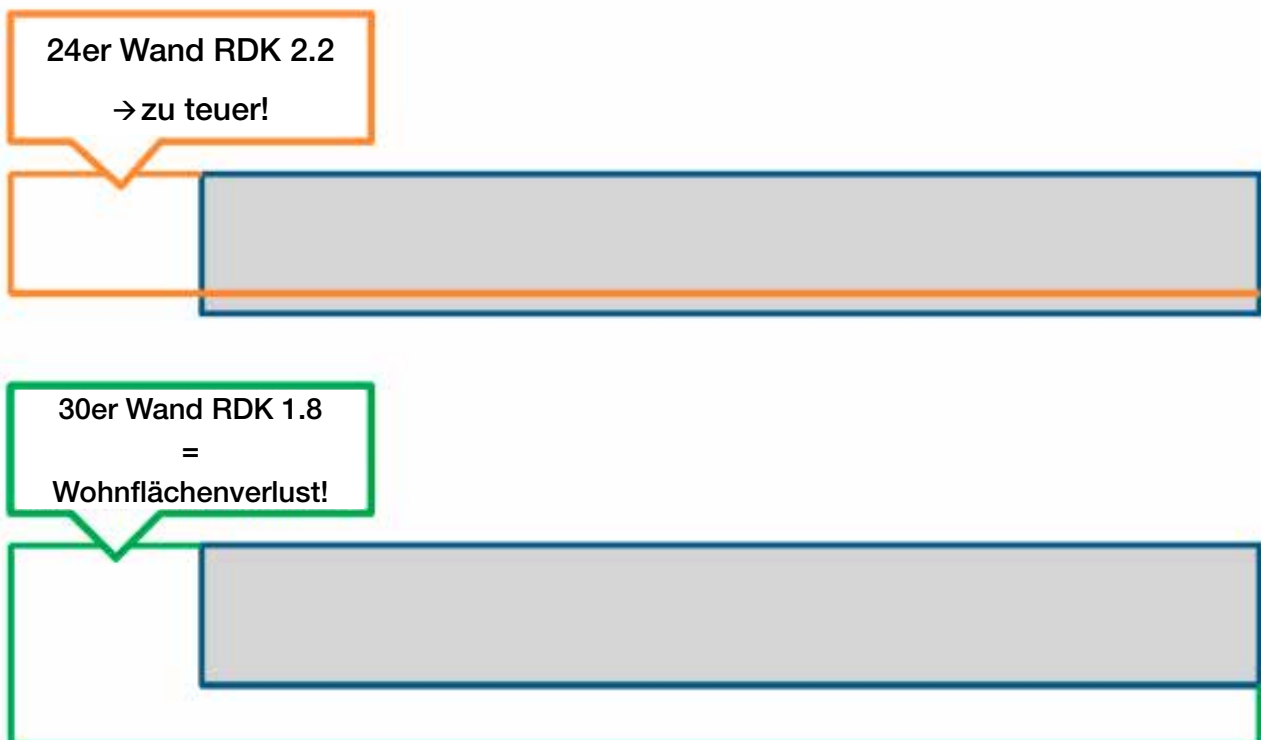 24er Wand RDK 2.2
→ zu teuer!
30er Wand RDK 1.8
=
Wohnflächenverlust!